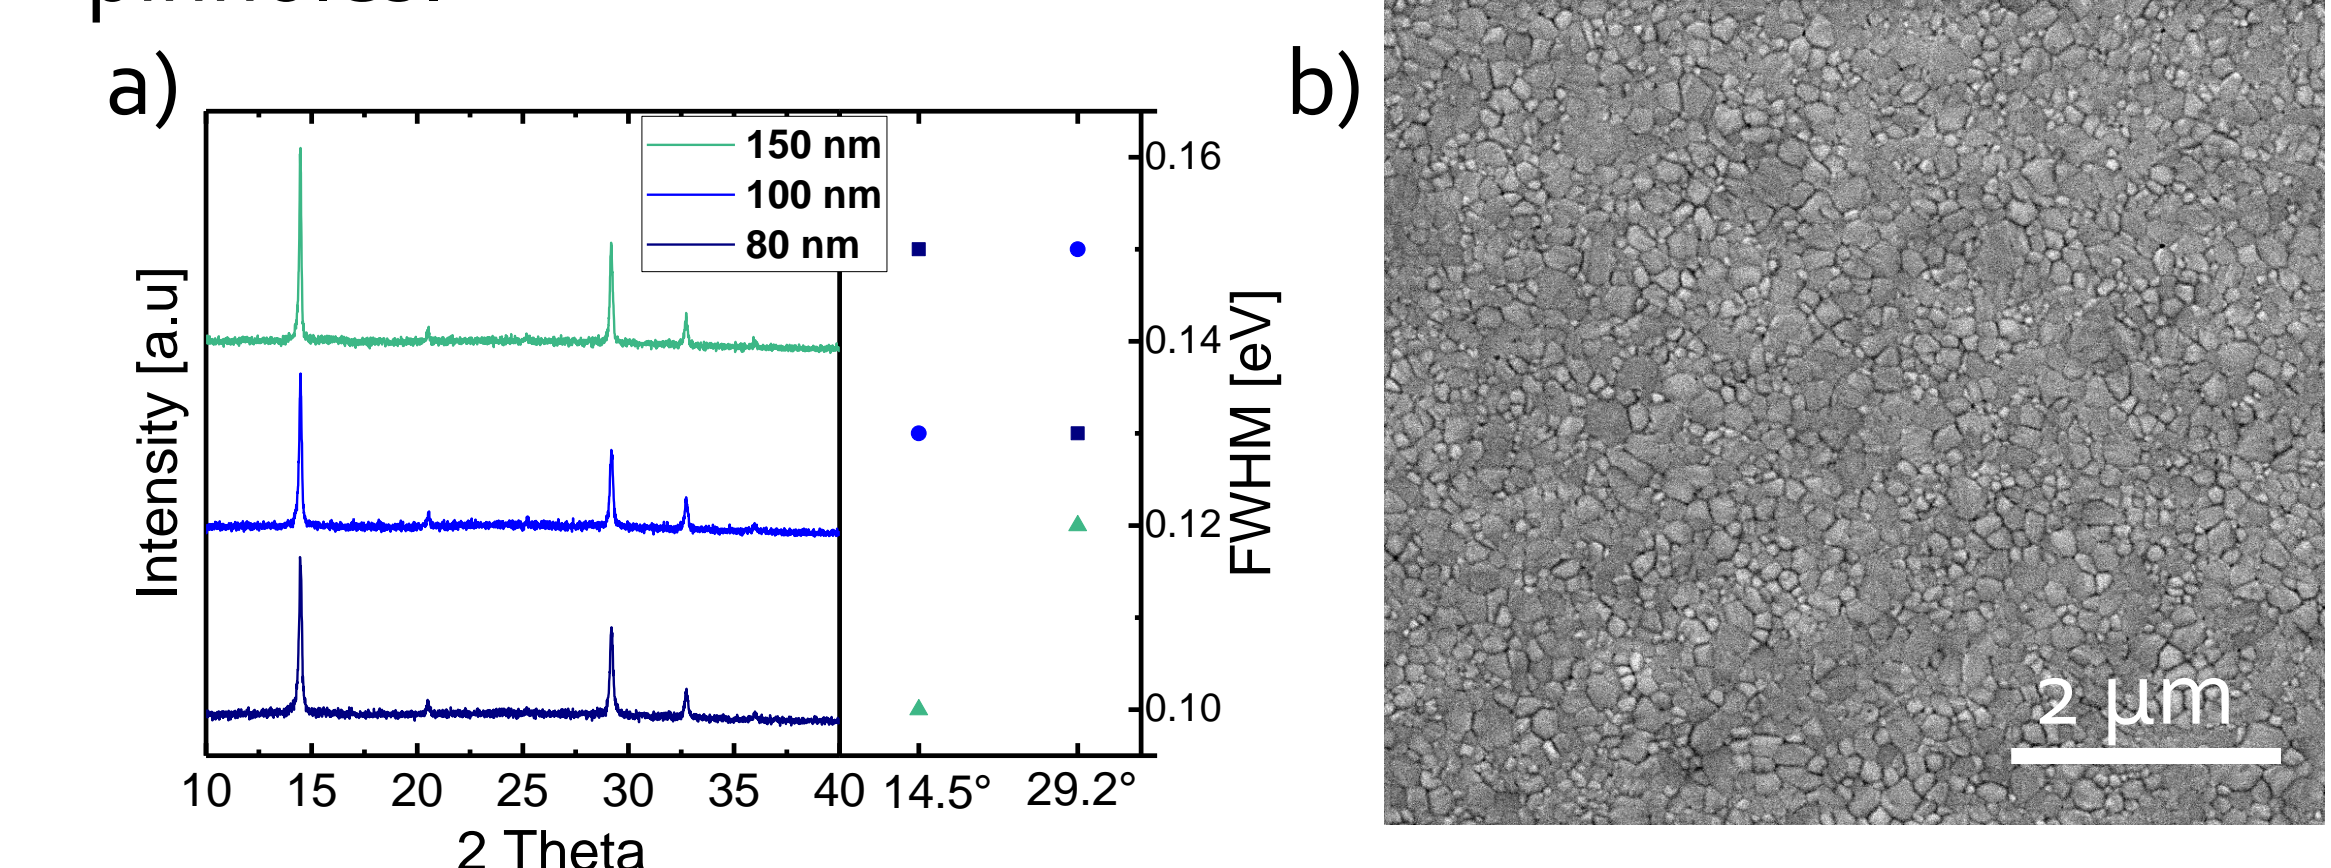 pinholes.
a)
b)
150 nm
100 nm
80 nm
Intensity [a.u]
0.16
0.14
0.12
0.10
FWHM [eV]
10 15 20 25 30 35 40 14.5° 29.2°
2 Theta
2 µm